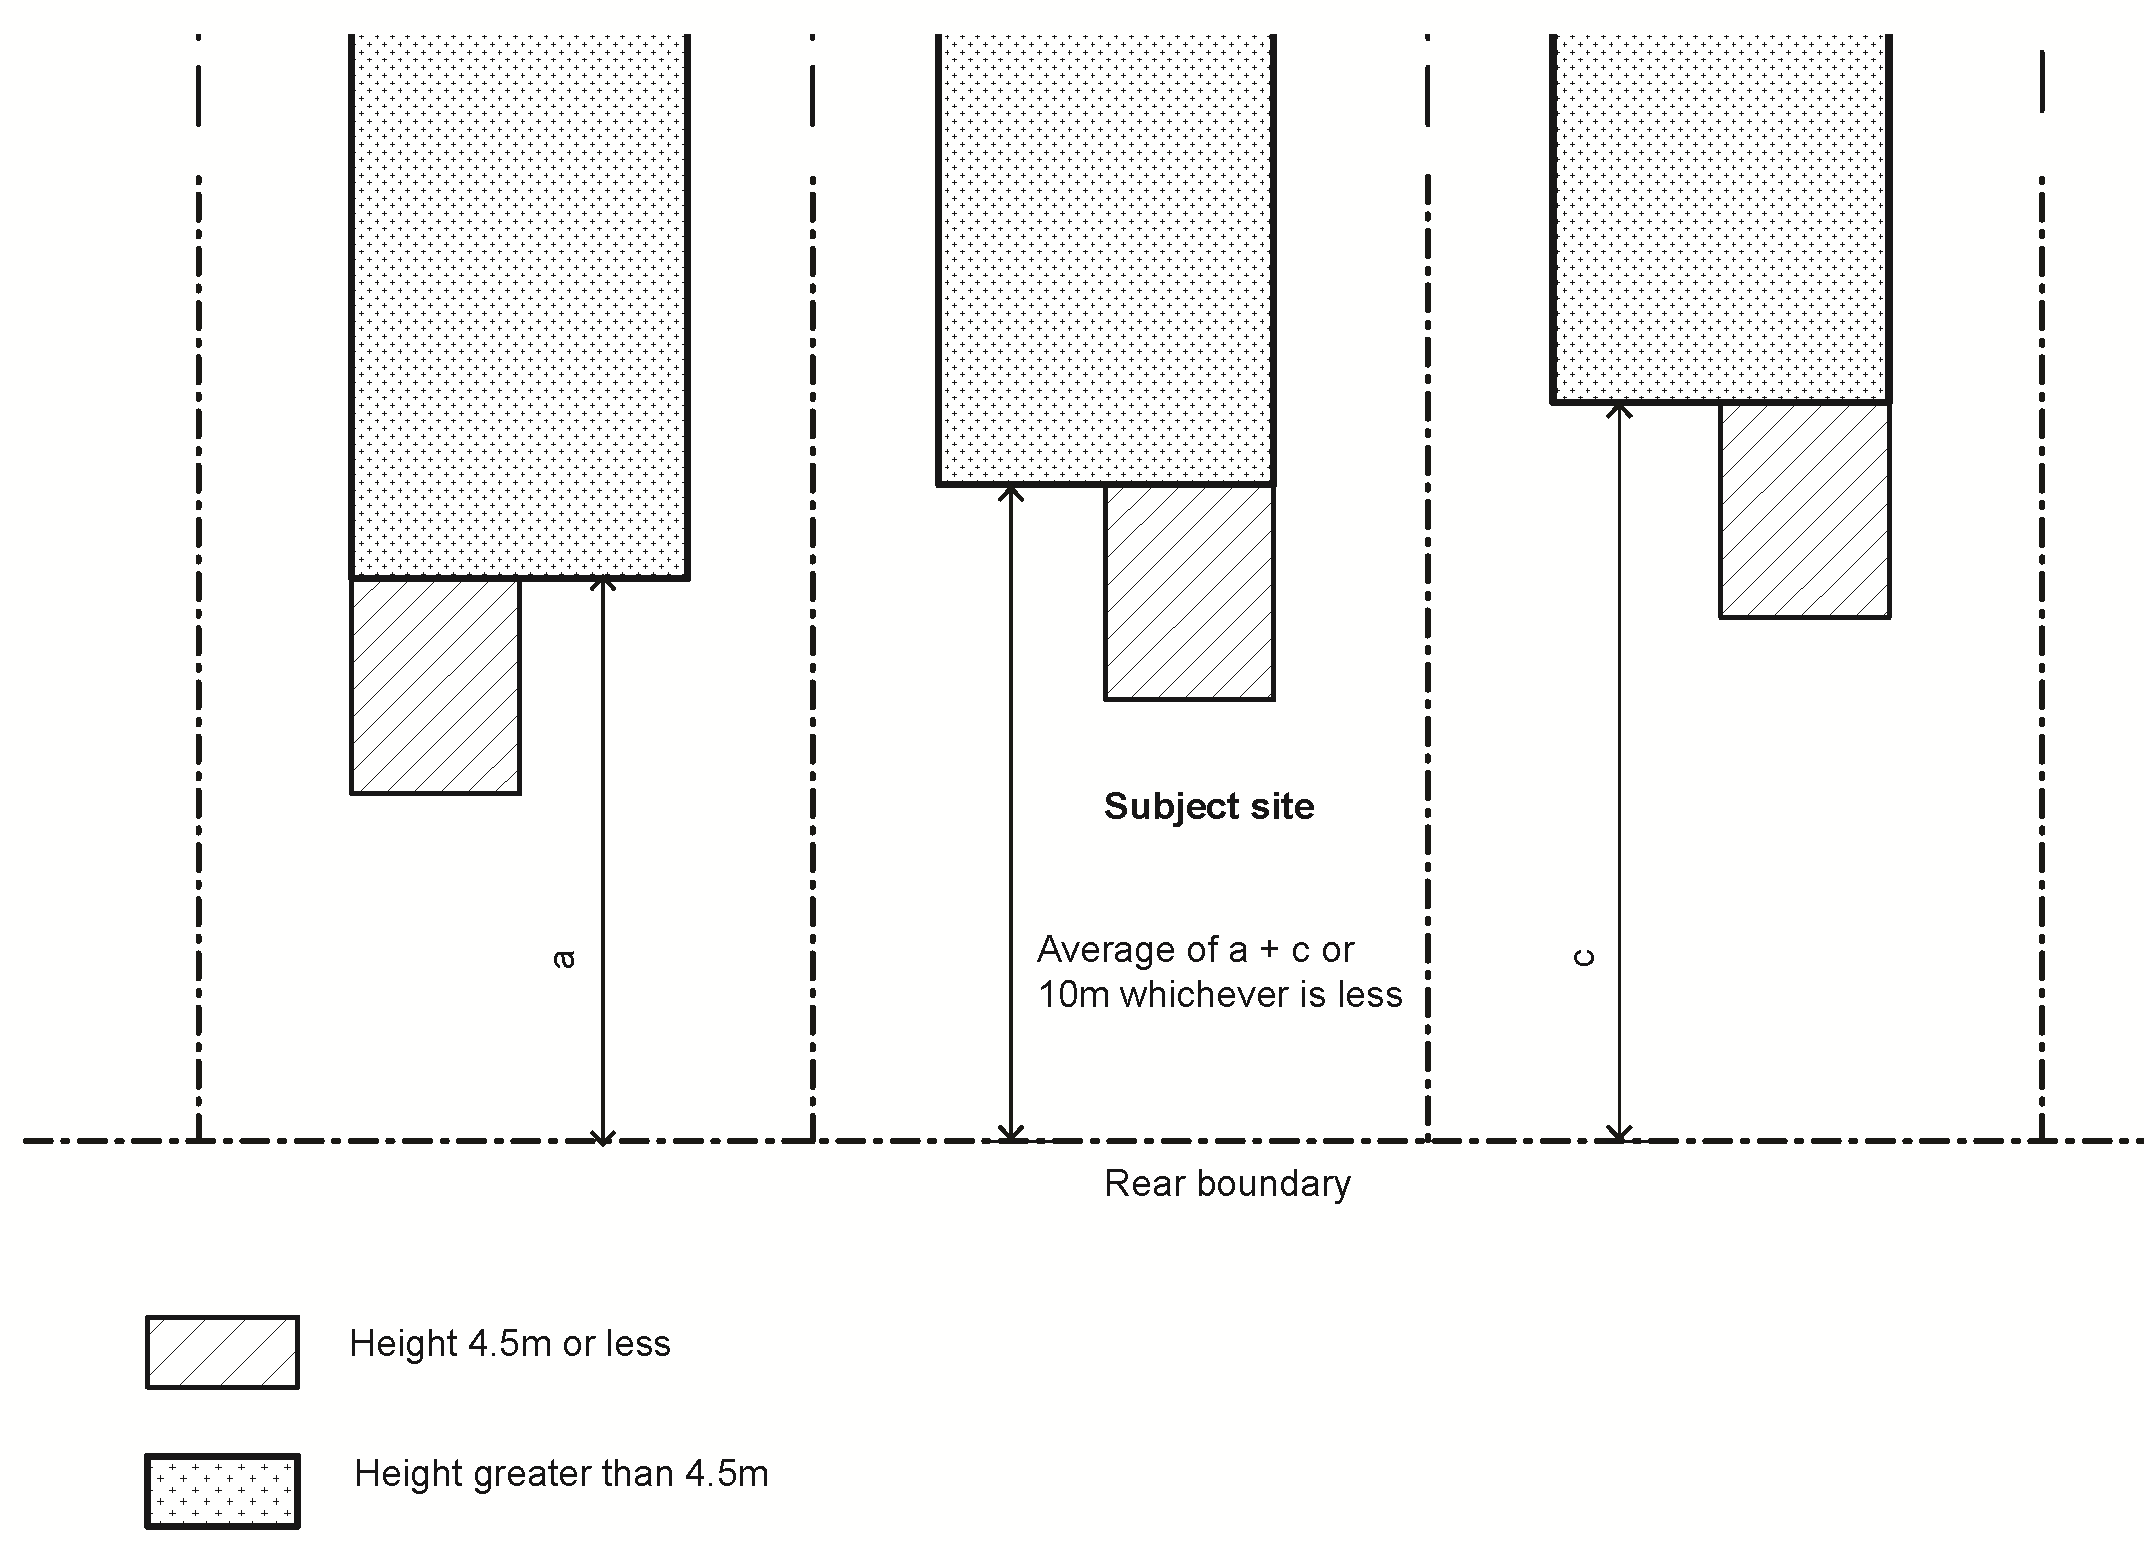 Subject site
a
Average of a + c or
10m whichever is less
c
Rear boundary
Height 4.5m or less
Height greater than 4.5m